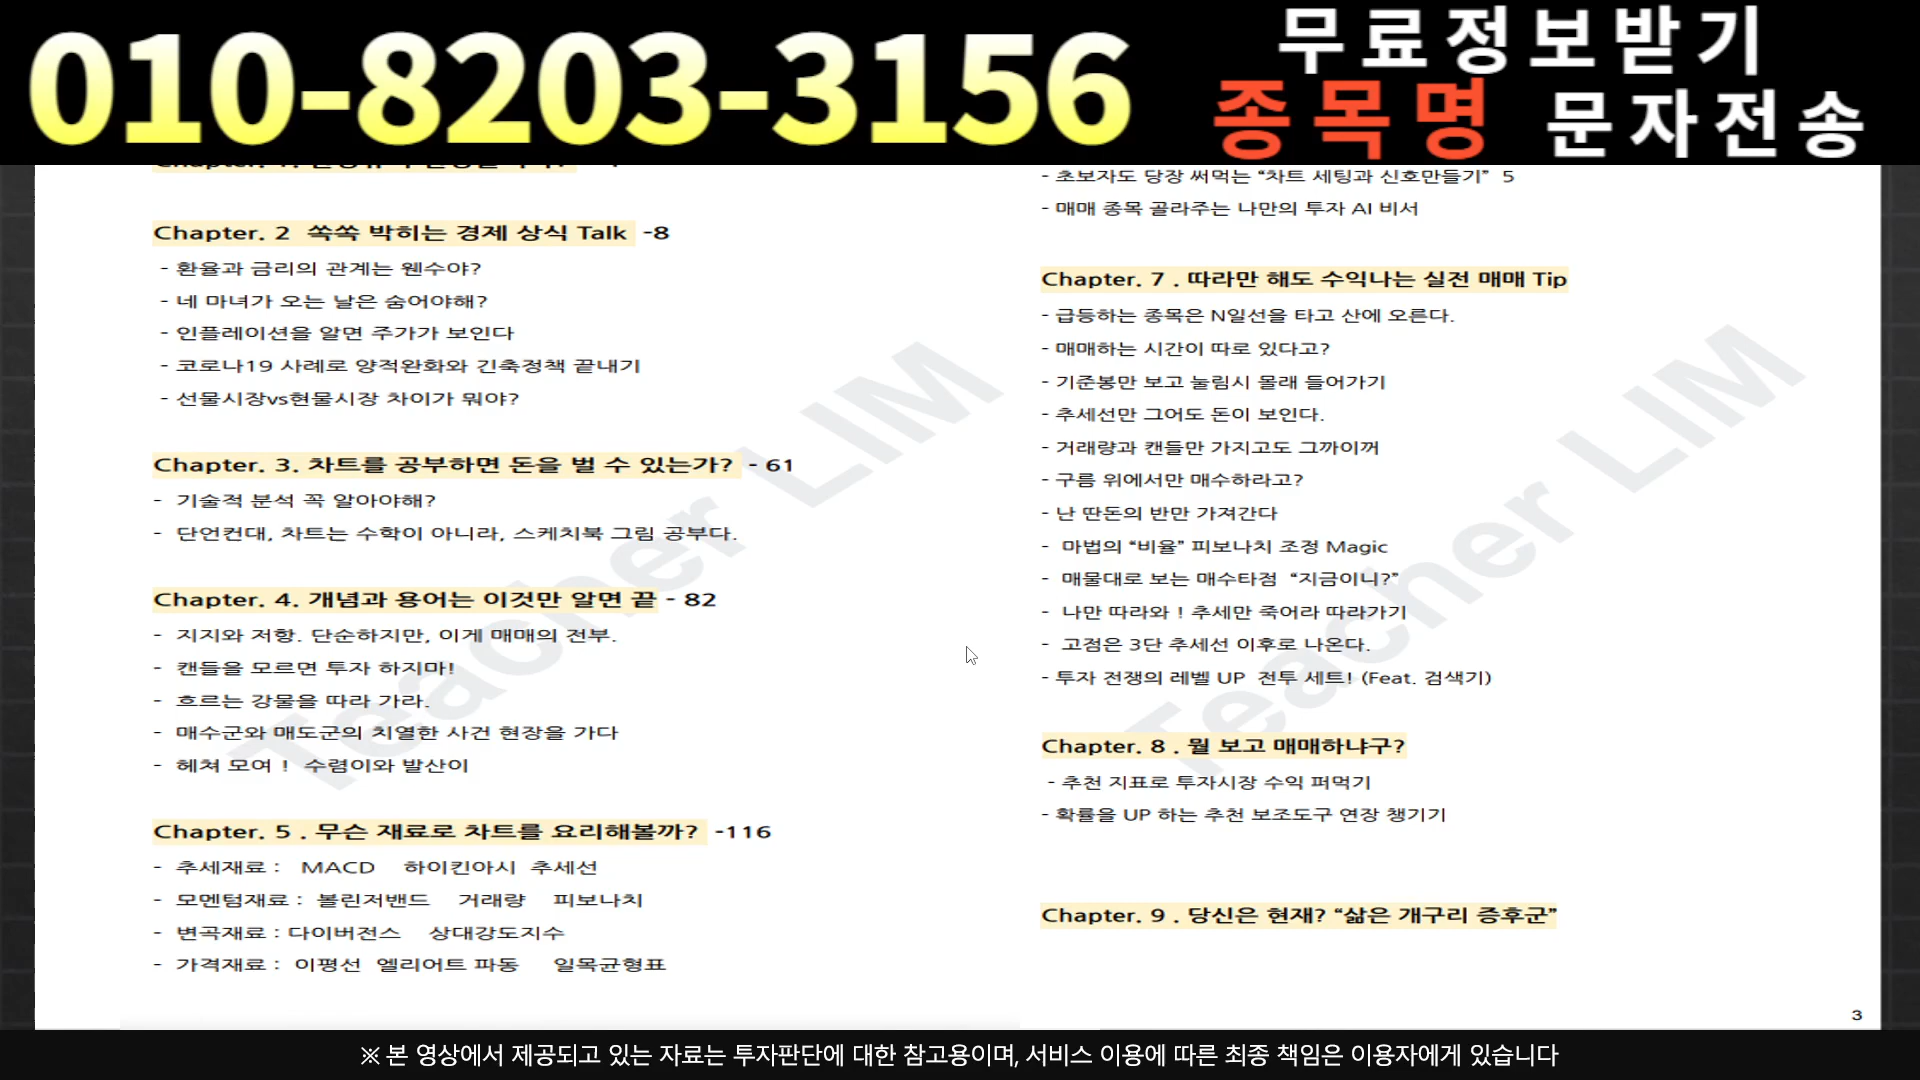 010-8203-3156
무료정보받기
종목명 문자전송
Chapter. 2 쏙쏙 박히는 경제 상식 Talk -8
- 환율과 금리의 관계는 웬수야?
- 네 마녀가 오는 날은 숨어야해?
- 인플레이션을 알면 주가가 보인다
- 코로나19 사례로 양적완화와 긴축정책 끝내기
- 선물시장vs현물시장 차이가 뭐야?
Chapter. 3. 차트를 공부하면 돈을 벌 수 있는가? - 61
- 기술적 분석 꼭 알아야해?
- 단언컨대, 차트는 수학이 아니라, 스케치북 그림 공부다.
Chapter. 4. 개념과 용어는 이것만 알면 끝 - 82
- 지지와 저항. 단순하지만, 이게 매매의 전부.
- 캔들을 모르면 투자 하지마!
- 흐르는 강물을 따라 가라.
- 매수군와 매도군의 치열한 사건 현장을 가다
- 헤쳐 모여 ! 수렴이와 발산이
Chapter. 5 . 무슨 재료로 차트를 요리해볼까? -116
- 추세재료 : MACD 하이킨아시 추세선
- 모멘텀재료 : 볼린저밴드 거래량 피보나치
- 변곡재료 : 다이버전스 상대강도지수
- 가격재료 : 이평선 엘리어트 파동 일목균형표
- 초보자도 당장 써먹는 “차트 세팅과 신호만들기” 5
- 매매 종목 골라주는 나만의 투자 AI 비서
Chapter. 7 . 따라만 해도 수익나는 실전 매매 Tip
- 급등하는 종목은 N일선을 타고 산에 오른다.
- 매매하는 시간이 따로 있다고?
- 기준봉만 보고 눌림시 몰래 들어가기
- 추세선만 그어도 돈이 보인다.
- 거래량과 캔들만 가지고도 그까이꺼
- 구름 위에서만 매수하라고?
- 난 딴돈의 반만 가져간다
- 마법의 “비율” 피보나치 조정 Magic
- 매물대로 보는 매수타점 “지금이니?”
- 나만 따라와 ! 추세만 죽어라 따라가기
- 고점은 3단 추세선 이후로 나온다.
- 투자 전쟁의 레벨 UP 전투 세트! (Feat. 검색기)
Chapter. 8 . 뭘 보고 매매하냐구?
- 추천 지표로 투자시장 수익 퍼먹기
- 확률을 UP 하는 추천 보조도구 연장 챙기기
Chapter. 9 . 당신은 현재? “삶은 개구리 증후군”
Teacher LIM
Teacher LIM
3
※ 본 영상에서 제공되고 있는 자료는 투자판단에 대한 참고용이며, 서비스 이용에 따른 최종 책임은 이용자에게 있습니다